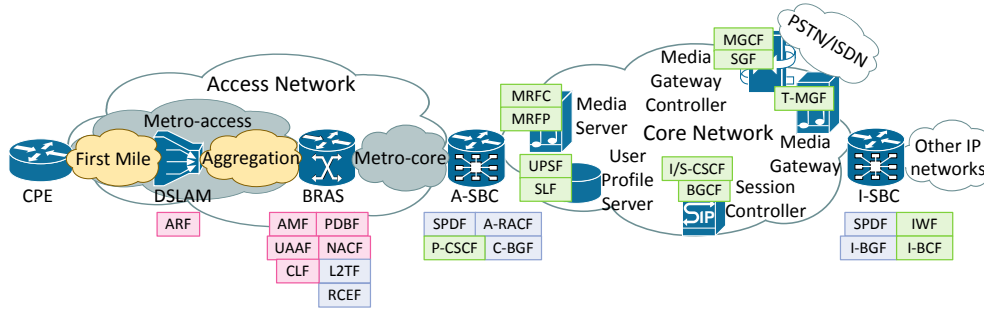 Access Network
Metro-access
First Mile
Aggregation
Metro-core
CPE
DSLAM
BRAS
A-SBC
ARF
AMF PDBF
UAAF NACF
CLF L2TF
RCEF
SPDF A-RACF
P-CSCF C-BGF
MRFC
MRFP
Media
Server
UPSF
SLF
User
Profile
Server
Core Network
Media
Gateway
Controller
MGCF
SGF
PSTN/ISDN
T-MGF
Media
Gateway
I/S-CSCF
BGCF
SIP
Session
Controller
I-SBC
Other IP
networks
SPDF IWF
I-BGF I-BCF